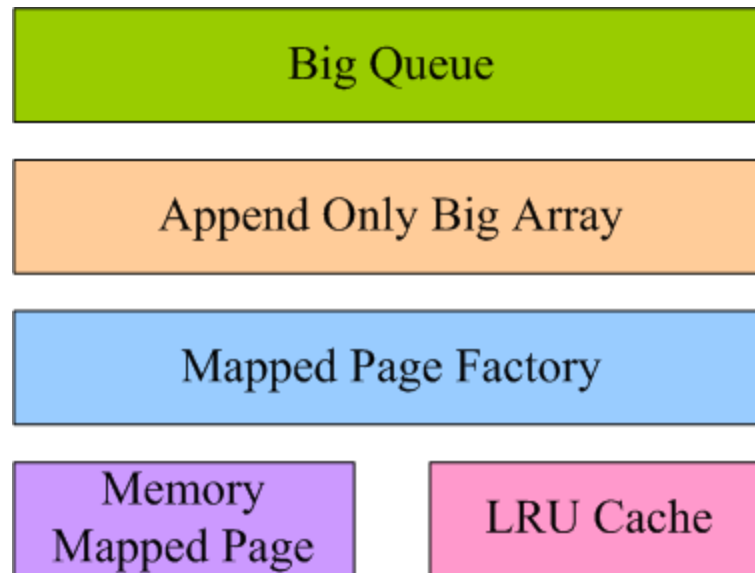 Big Queue
Append Only Big Array
Mapped Page Factory
Memory
Mapped Page
LRU Cache